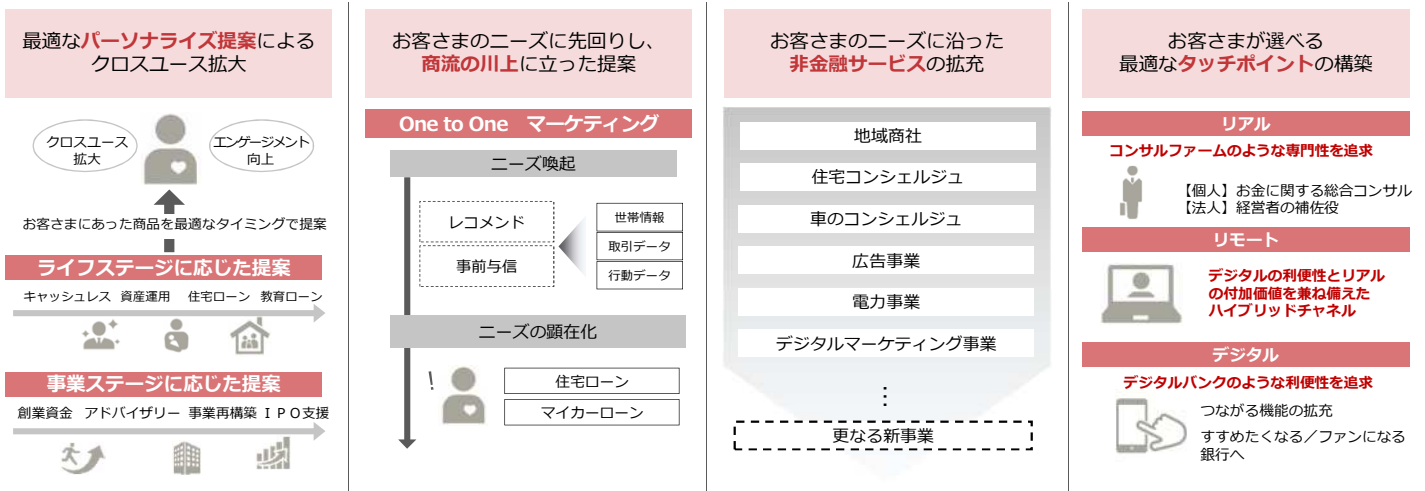 最適なパーソナライズ提案による
クロスユース拡大
クロスユース
拡大
エンゲージメント
向上
お客さまにあった商品を最適なタイミングで提案
ライフステージに応じた提案
キャッシュレス 資産運用 住宅ローン 教育ローン
事業ステージに応じた提案
創業資金 アドバイザリー 事業再構築 ＩＰＯ支援
お客さまのニーズに先回りし、
商流の川上に立った提案
One to One マーケティング
ニーズ喚起
レコメンド
事前与信
世帯情報
取引データ
行動データ
ニーズの顕在化
!
住宅ローン
マイカーローン
お客さまのニーズに沿った
非金融サービスの拡充
地域商社
住宅コンシェルジュ
車のコンシェルジュ
広告事業
電力事業
デジタルマーケティング事業
⋮
更なる新事業
お客さまが選べる
最適なタッチポイントの構築
リアル
コンサルファームのような専門性を追求
【個人】お金に関する総合コンサル
【法人】経営者の補佐役
リモート
デジタルの利便性とリアル
の付加価値を兼ね備えた
ハイブリッドチャネル
デジタル
デジタルバンクのような利便性を追求
つながる機能の拡充
すすめたくなる／ファンになる
銀行へ